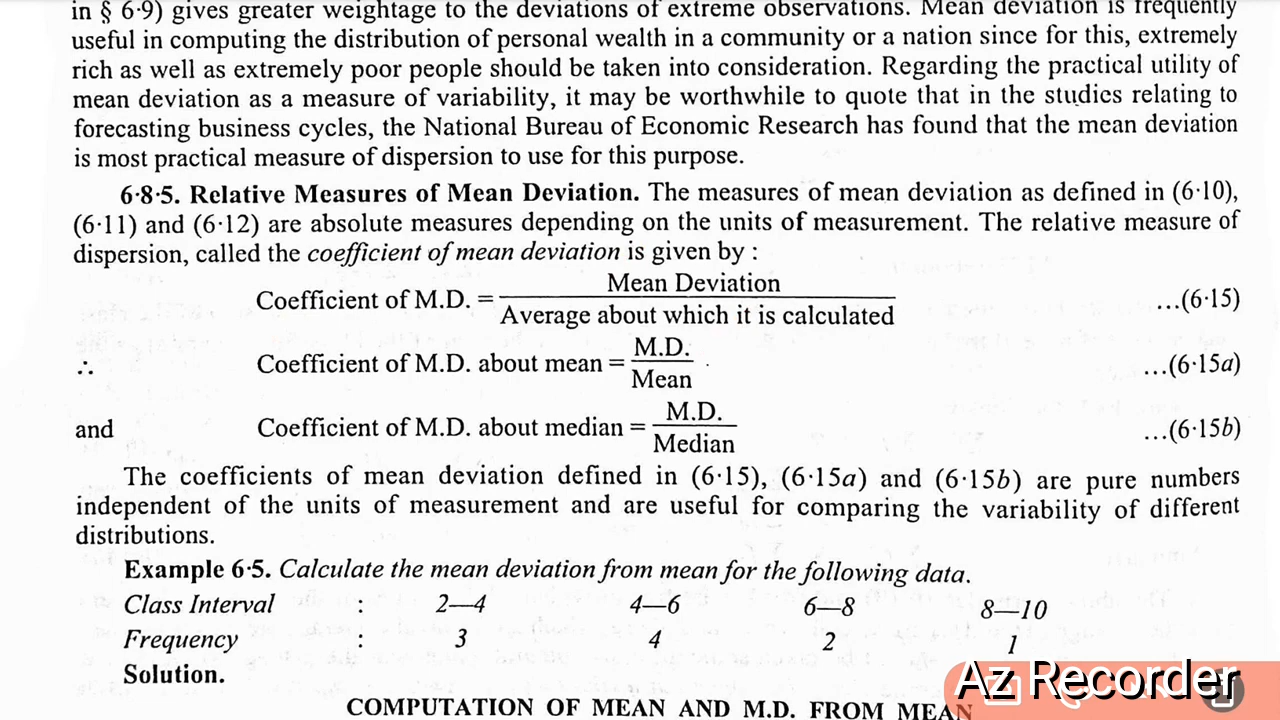 in § 6·9) gives greater weightage to the deviations of extreme observations. Mean deviation is frequently
useful in computing the distribution of personal wealth in a community or a nation since for this, extremely
rich as well as extremely poor people should be taken into consideration. Regarding the practical utility of
mean deviation as a measure of variability, it may be worthwhile to quote that in the studies relating to
forecasting business cycles, the National Bureau of Economic Research has found that the mean deviation
is most practical measure of dispersion to use for this purpose.
6·8·5. Relative Measures of Mean Deviation. The measures of mean deviation as defined in (6·10),
(6·11) and (6·12) are absolute measures depending on the units of measurement. The relative measure of
dispersion, called the coefficient of mean deviation is given by :
Coefficient of M.D. = Mean Deviation / Average about which it is calculated ...(6·15)
∴ Coefficient of M.D. about mean = M.D. / Mean ...(6·15a)
and Coefficient of M.D. about median = M.D. / Median ...(6·15b)
The coefficients of mean deviation defined in (6·15), (6·15a) and (6·15b) are pure numbers
independent of the units of measurement and are useful for comparing the variability of different
distributions.
Example 6·5. Calculate the mean deviation from mean for the following data.
Class Interval : 2—4 4—6 6—8 8—10
Frequency : 3 4 2 1
Solution.
COMPUTATION OF MEAN AND M.D. FROM MEAN
Az Recorder